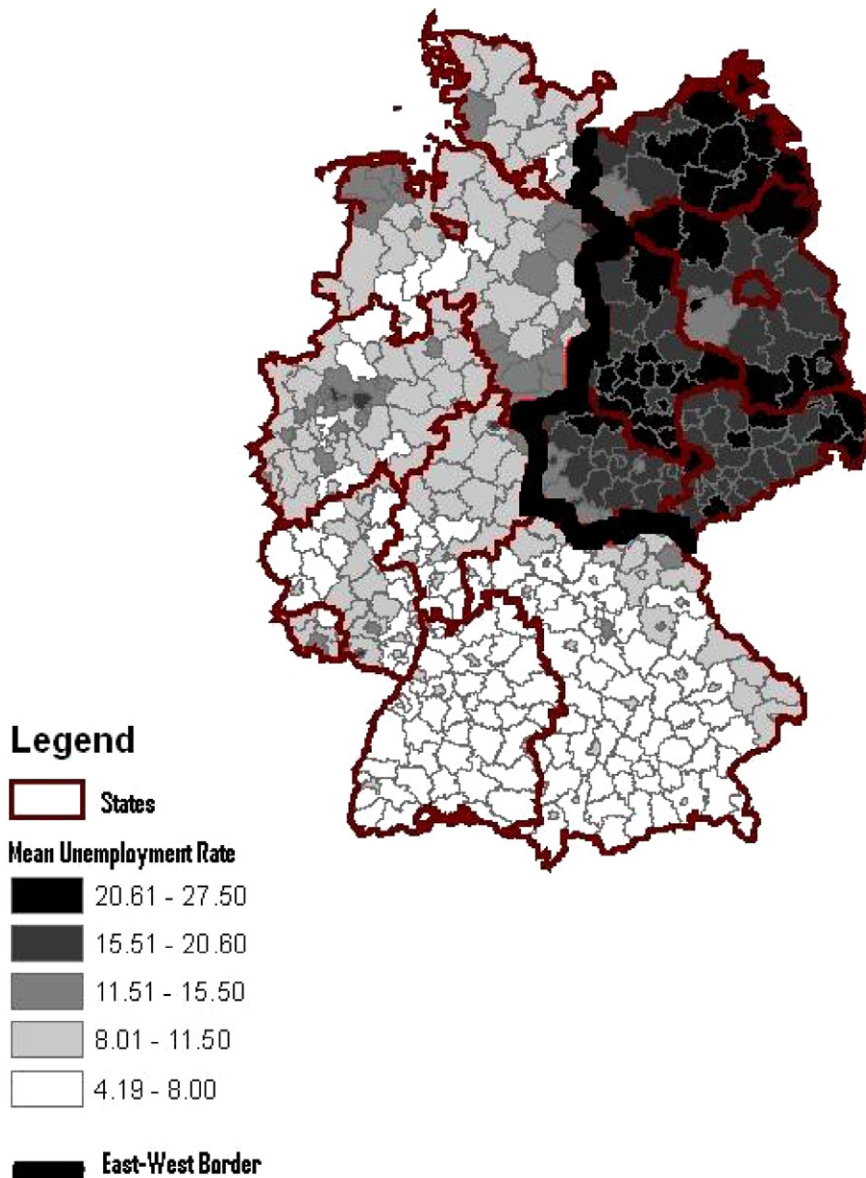 Legend
States
Mean Unemployment Rate
20.61 - 27.50
15.51 - 20.60
11.51 - 15.50
8.01 - 11.50
4.19 - 8.00
East-West Border